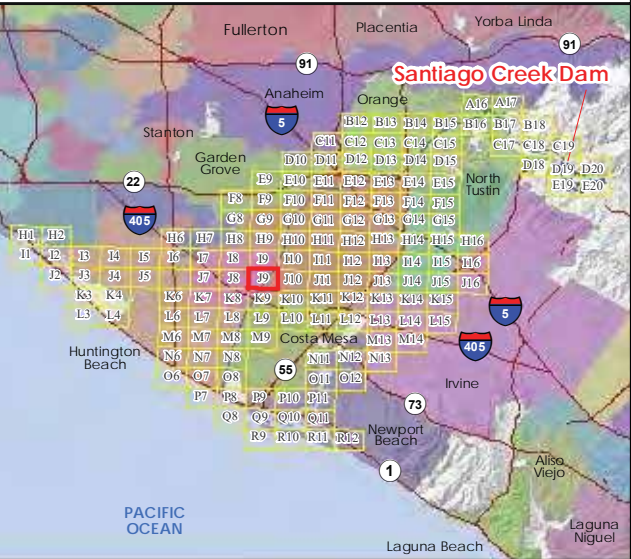 Fullerton
Placentia
Yorba Linda
91
91
Santiago Creek Dam
Anaheim
Orange
A16 A17
5
B12 B13 B14 B15 B16 B17 B18
Stanton
C11 C12 C13 C14 C15 C17 C18 C19
Garden
Grove
D10 D11 D12 D13 D14 D15 D18 D19 D20
North
Tustin
22
E9 E10 E11 E12 E13 E14 E15 E19 E20
405
F8 F9 F10 F11 F12 F13 F14 F15
G8 G9 G10 G11 G12 G13 G14 G15
H1 H2 H6 H7 H8 H9 H10 H11 H12 H13 H14 H15 H16
I1 I2 I3 I4 I5 I6 I7 I8 I9 I10 I11 I12 I13 I14 I15 I16
J2 J3 J4 J5 J7 J8 J9 J10 J11 J12 J13 J14 J15 J16
K3 K4 K6 K7 K8 K9 K10 K11 K12 K13 K14 K15
5
L3 L4 L6 L7 L8 L9 L10 L11 L12 L13 L14 L15
M6 M7 M8 M9 Costa Mesa M13 M14
405
Huntington
Beach
N6 N7 N8 N11 N12 N13
55
O6 O7 O8 O11 O12
Irvine
P7 P8 P9 P10 P11
73
Q8 Q9 Q10 Q11
Newport
Beach
R9 R10 R11 R12
1
Aliso
Viejo
PACIFIC
OCEAN
Laguna
Niguel
Laguna Beach